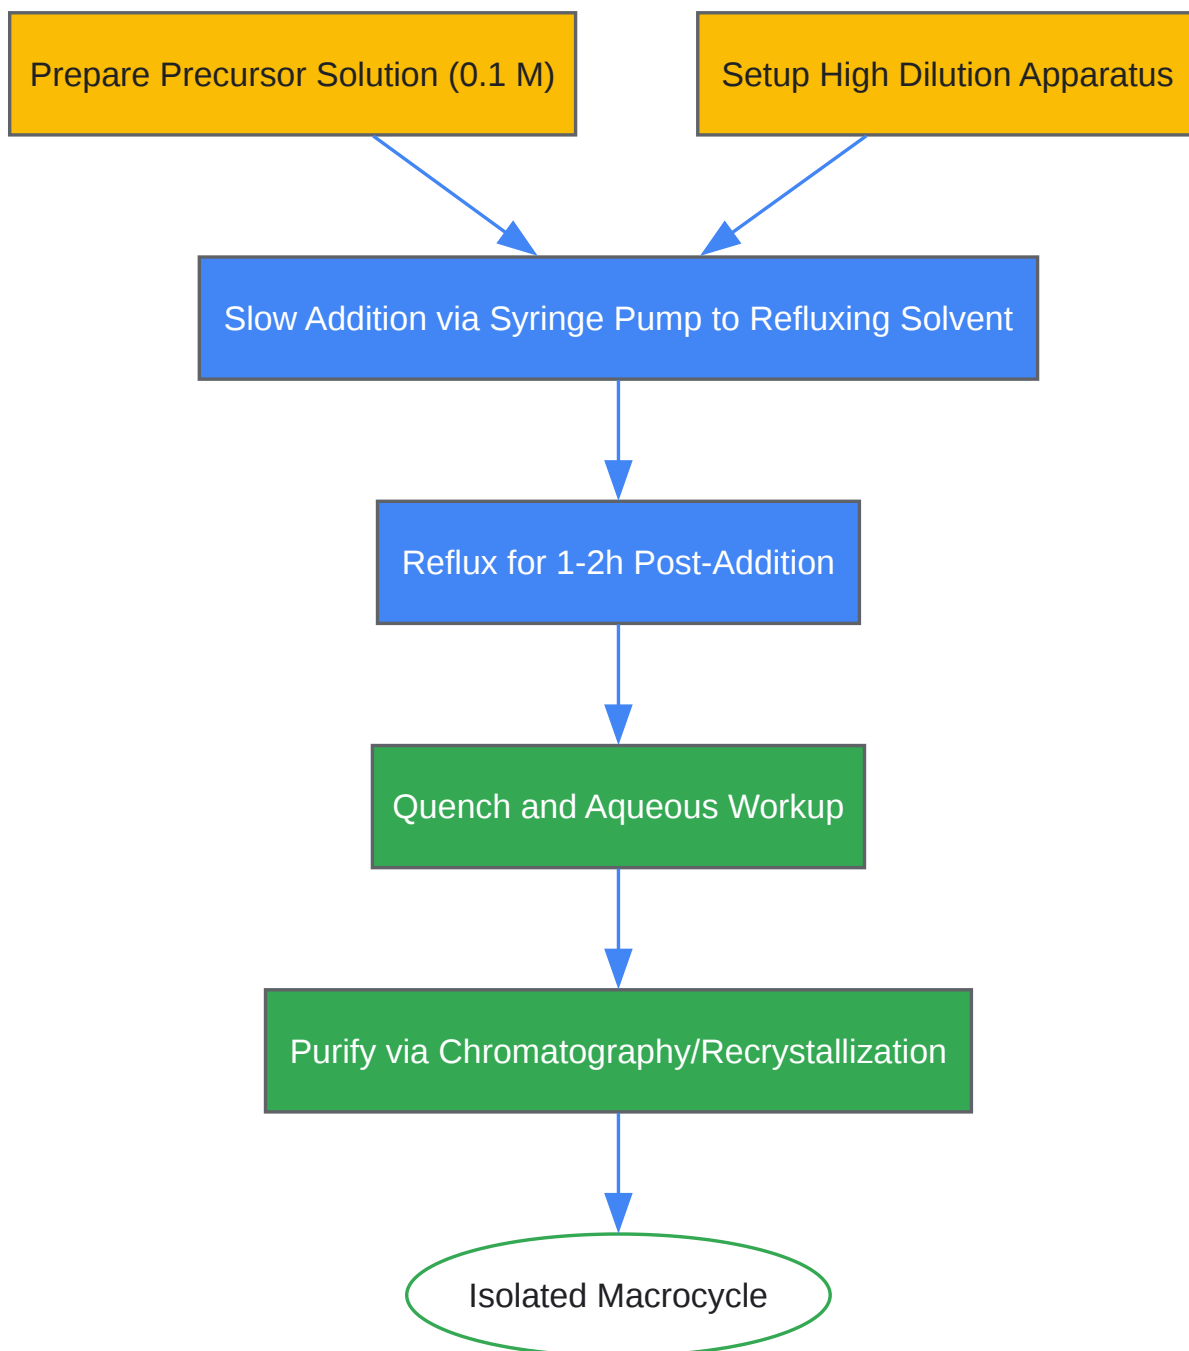 Prepare Precursor Solution (0.1 M)
Setup High Dilution Apparatus
Slow Addition via Syringe Pump to Refluxing Solvent
Reflux for 1-2h Post-Addition
Quench and Aqueous Workup
Purify via Chromatography/Recrystallization
Isolated Macrocycle